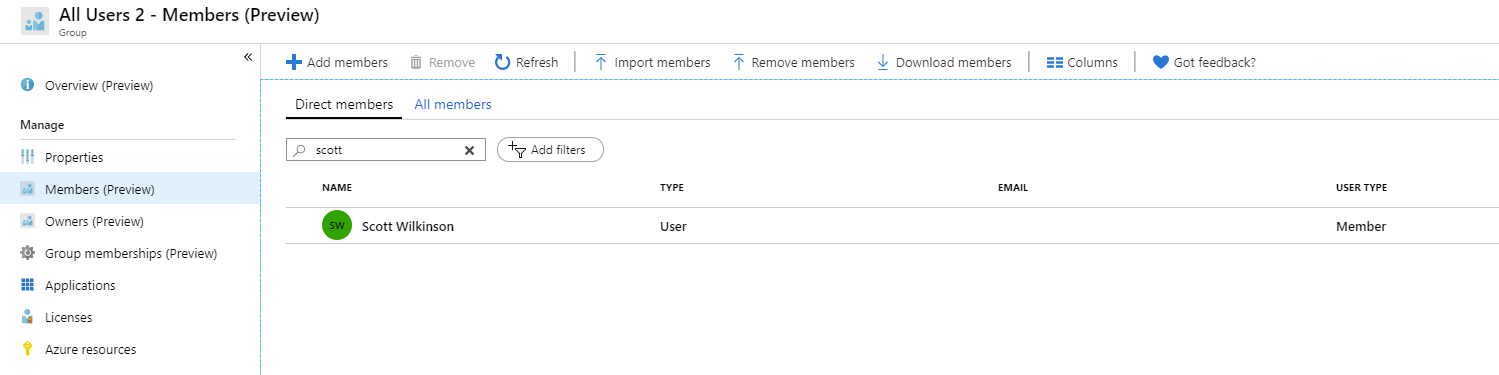 All Users 2 - Members (Preview)
Group
«
Overview (Preview)
Manage
Properties
Members (Preview)
Owners (Preview)
Group memberships (Preview)
Applications
Licenses
Azure resources
Add members Remove Refresh Import members Remove members Download members Columns Got feedback?
Direct members All members
scott Add filters
NAME TYPE EMAIL USER TYPE
SW Scott Wilkinson User Member